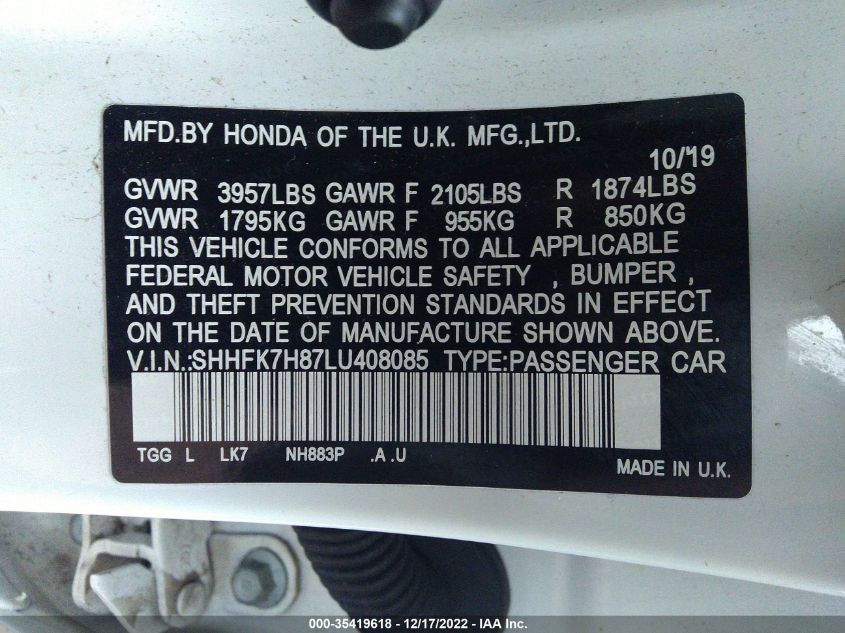 MFD.BY HONDA OF THE U.K. MFG.,LTD.
10/19
GVWR 3957LBS GAWR F 2105LBS R 1874LBS
GVWR 1795KG GAWR F 955KG R 850KG
THIS VEHICLE CONFORMS TO ALL APPLICABLE
FEDERAL MOTOR VEHICLE SAFETY , BUMPER ,
AND THEFT PREVENTION STANDARDS IN EFFECT
ON THE DATE OF MANUFACTURE SHOWN ABOVE.
V.I.N.:SHHFK7H87LU408085 TYPE:PASSENGER CAR
TGG L LK7 NH883P .A .U
MADE IN U.K.
000-35419618 - 12/17/2022 - IAA Inc.